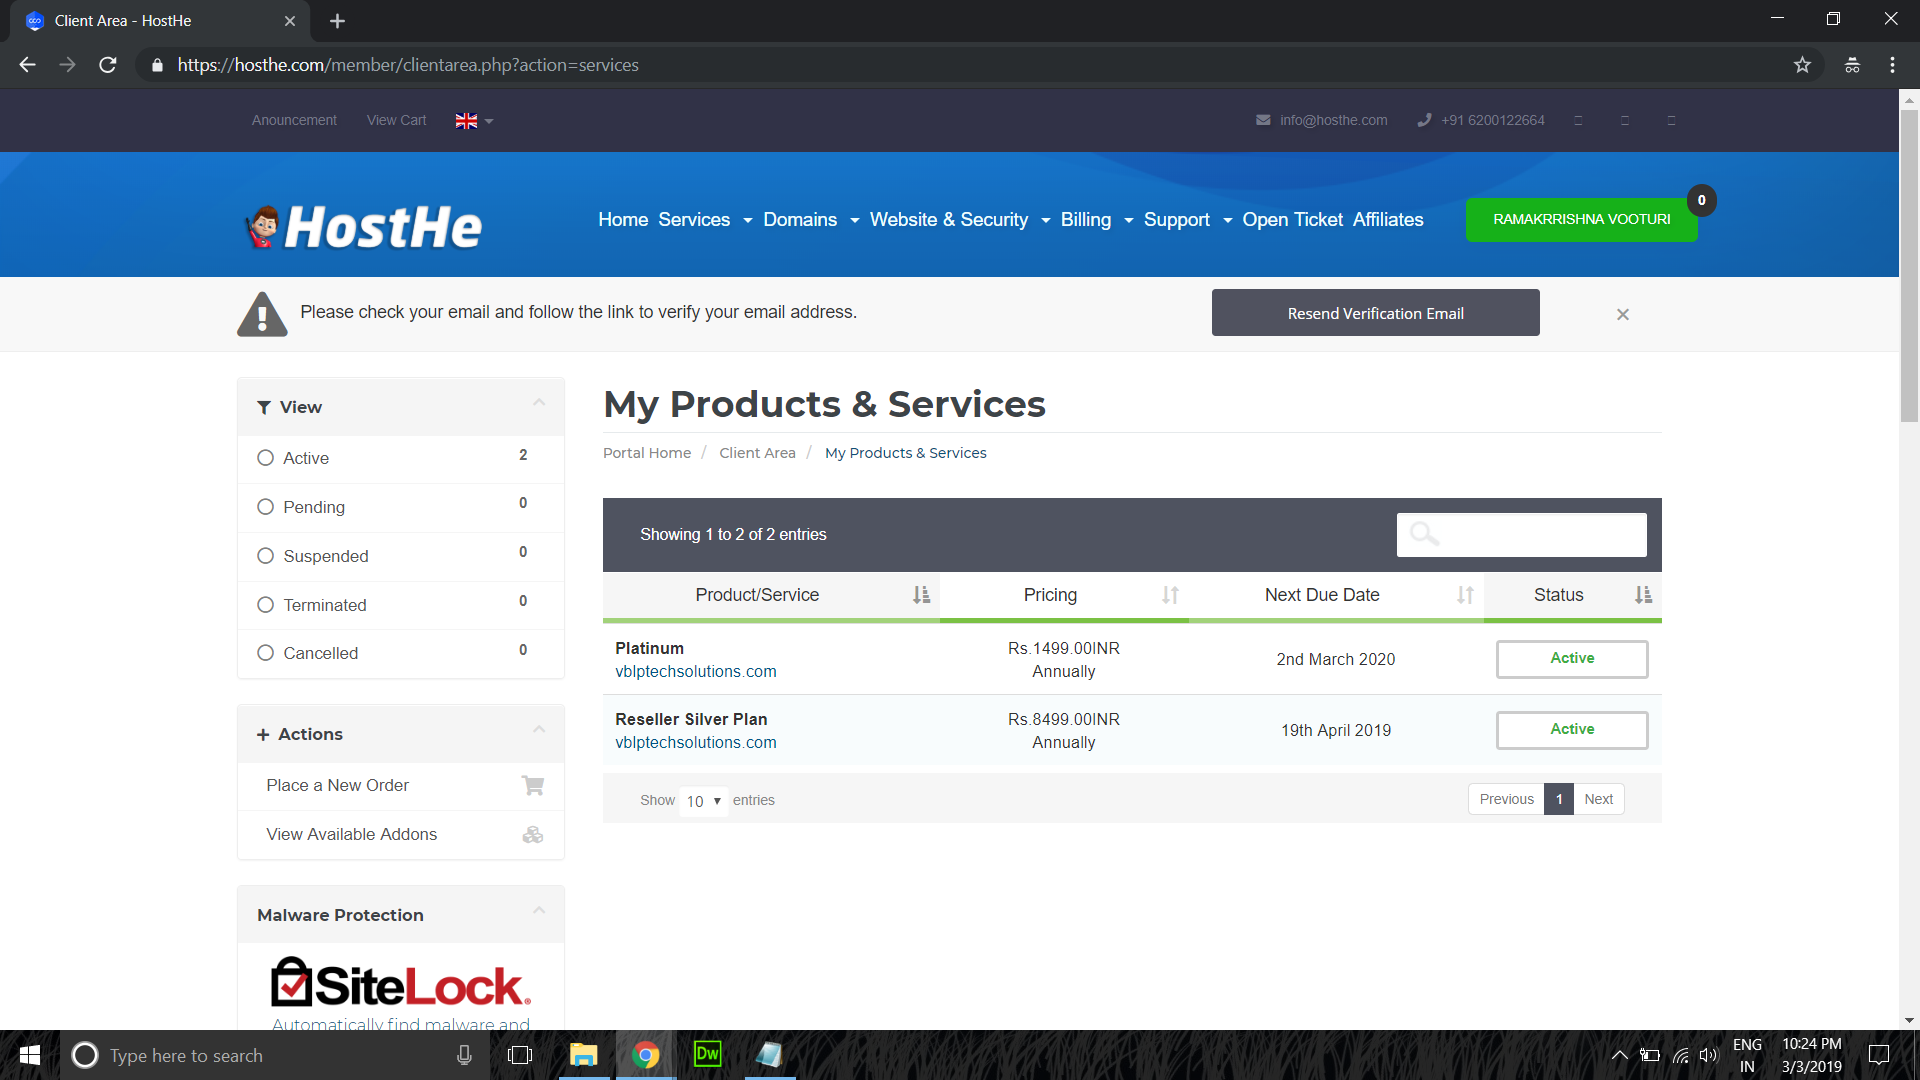 Client Area - HostHe
https://hosthe.com/member/clientarea.php?action=services
Anouncement View Cart
info@hosthe.com +91 6200122664
HostHe
Home Services Domains Website & Security Billing Support Open Ticket Affiliates
RAMAKRRISHNA VOOTURI 0
Please check your email and follow the link to verify your email address.
Resend Verification Email
View
Active 2
Pending 0
Suspended 0
Terminated 0
Cancelled 0
Actions
Place a New Order
View Available Addons
Malware Protection
SiteLock®
Automatically find malware and
My Products & Services
Portal Home / Client Area / My Products & Services
Showing 1 to 2 of 2 entries
Product/Service Pricing Next Due Date Status
Platinum
vblptechsolutions.com
Rs.1499.00INR
Annually
2nd March 2020
Active
Reseller Silver Plan
vblptechsolutions.com
Rs.8499.00INR
Annually
19th April 2019
Active
Show 10 entries
Previous 1 Next
Type here to search
Dw
ENG
IN
10:24 PM
3/3/2019